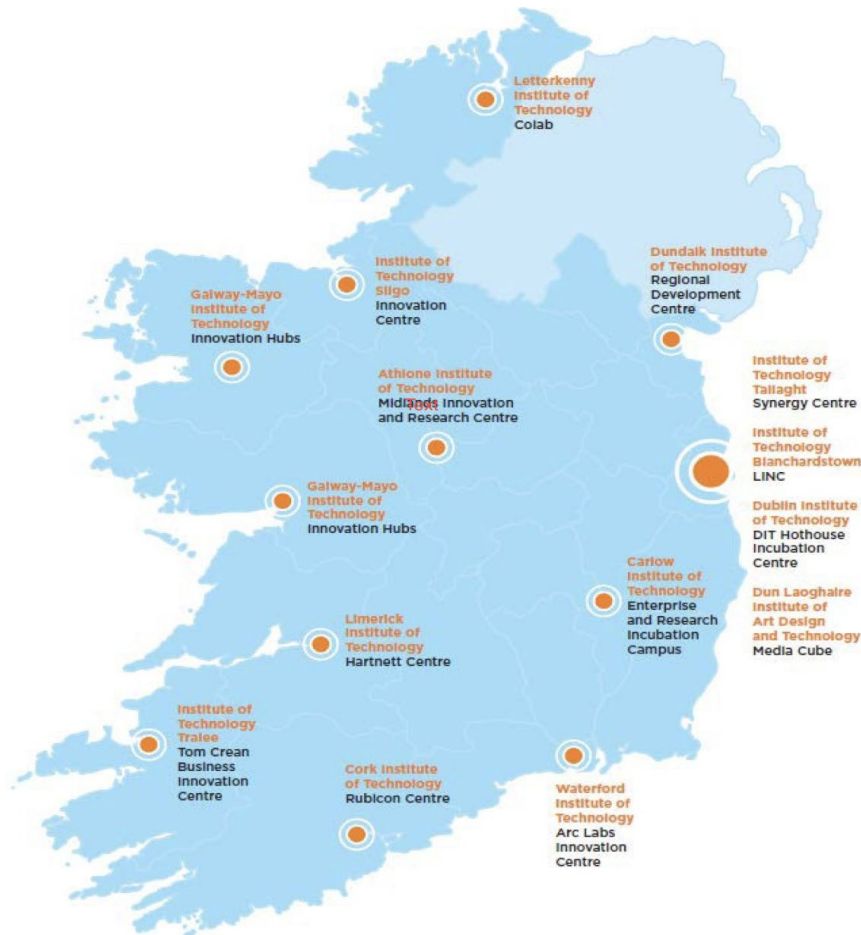 Letterkenny
Institute of
Technology
Colab
Institute of
Technology
Sligo
Innovation
Centre
Dundalk Institute
of Technology
Regional
Development
Centre
Galway-Mayo
Institute of
Technology
Innovation Hubs
Athlone Institute
of Technology
Midlands Innovation
and Research Centre
Text
Institute of
Technology
Tallaght
Synergy Centre
Institute of
Technology
Blanchardstown
LINC
Dublin Institute
of Technology
DIT Hothouse
Incubation
Centre
Dun Laoghaire
Institute of
Art Design
and Technology
Media Cube
Galway-Mayo
Institute of
Technology
Innovation Hubs
Carlow
Institute of
Technology
Enterprise
and Research
Incubation
Campus
Limerick
Institute of
Technology
Hartnett Centre
Institute of
Technology
Tralee
Tom Crean
Business
Innovation
Centre
Cork Institute
of Technology
Rubicon Centre
Waterford
Institute of
Technology
Arc Labs
Innovation
Centre